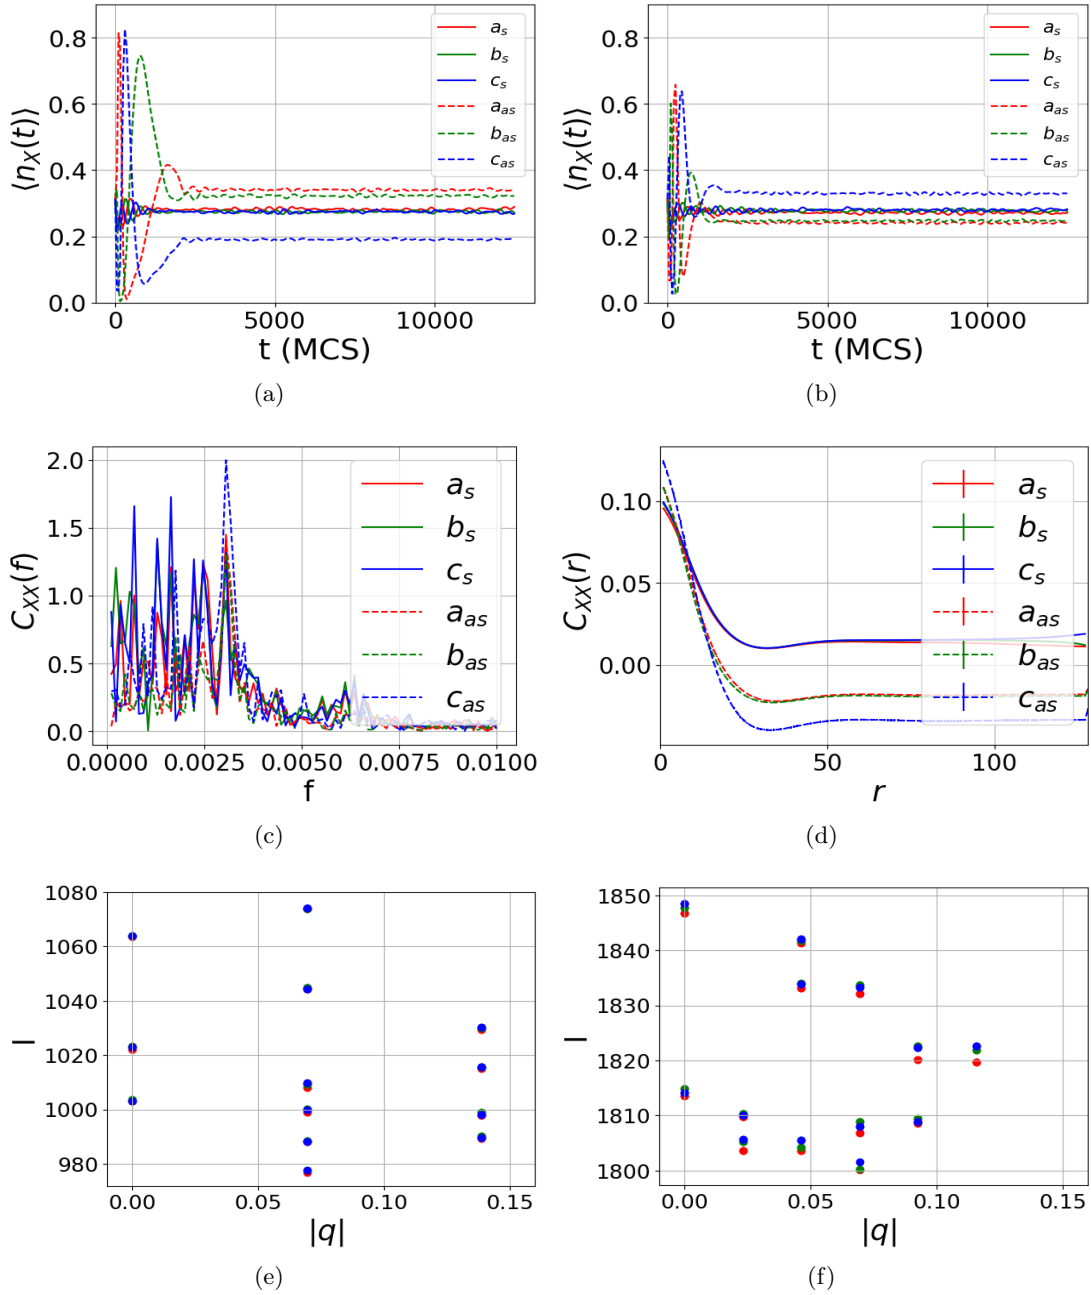 0.8
0.6
0.4
0.2
0.0
⟨n_X(t)⟩
a_s
b_s
c_s
a_as
b_as
c_as
0
5000
10000
t (MCS)
(a)
0.8
0.6
0.4
0.2
0.0
⟨n_X(t)⟩
a_s
b_s
c_s
a_as
b_as
c_as
0
5000
10000
t (MCS)
(b)
2.0
1.5
1.0
0.5
0.0
C_XX(f)
a_s
b_s
c_s
a_as
b_as
c_as
0.0000 0.0025 0.0050 0.0075 0.0100
f
(c)
0.10
0.05
0.00
C_XX(r)
a_s
b_s
c_s
a_as
b_as
c_as
0
50
100
r
(d)
1080
1060
1040
1020
1000
980
I
0.00 0.05 0.10 0.15
|q|
(e)
1850
1840
1830
1820
1810
1800
I
0.00 0.05 0.10 0.15
|q|
(f)